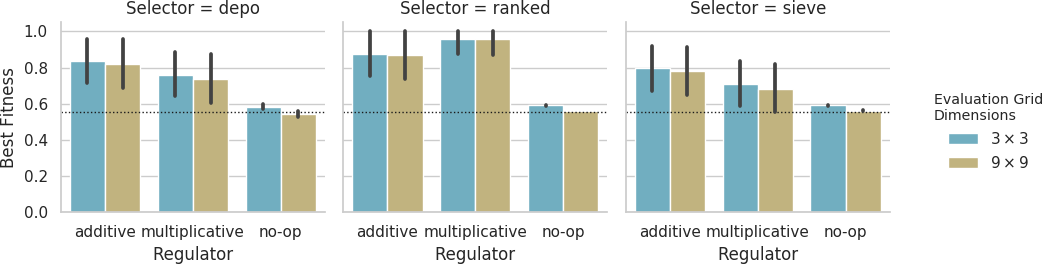 Selector = depo
Selector = ranked
Selector = sieve
Best Fitness
1.0
0.8
0.6
0.4
0.2
0.0
additive multiplicative no-op
additive multiplicative no-op
additive multiplicative no-op
Regulator
Regulator
Regulator
Evaluation Grid
Dimensions
3 × 3
9 × 9